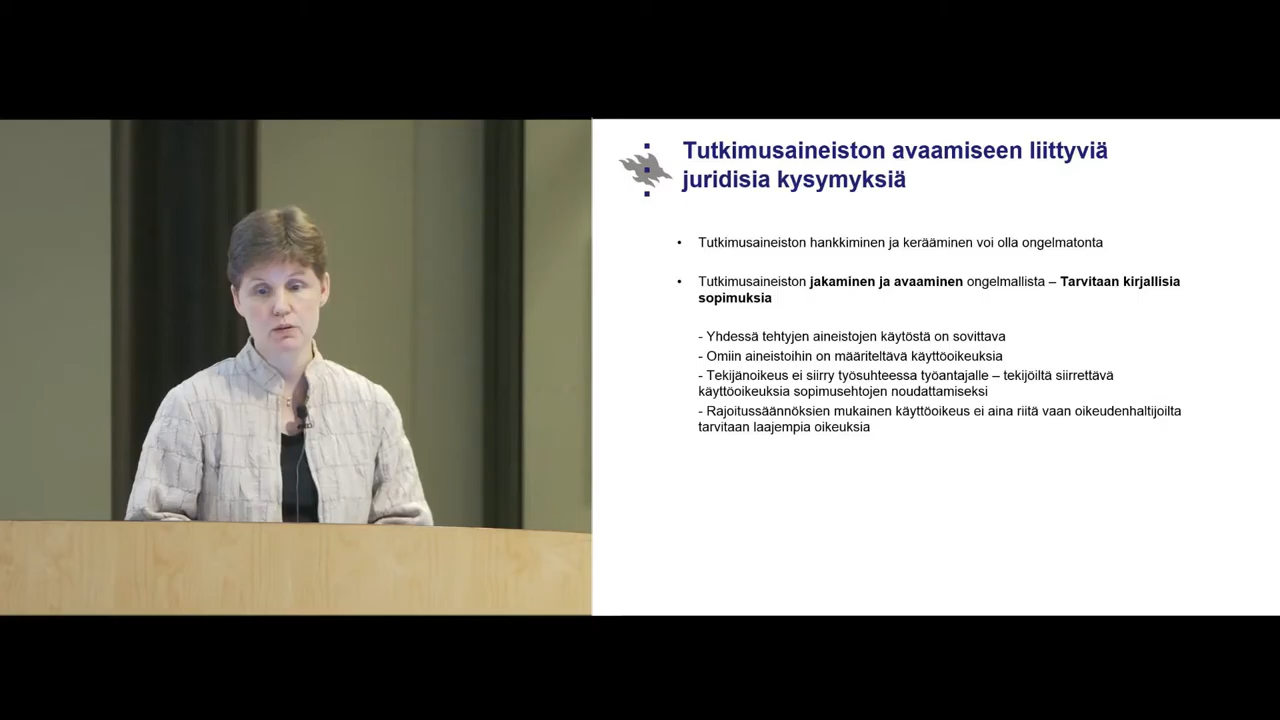 Tutkimusaineiston avaamiseen liittyviä
juridisia kysymyksiä
• Tutkimusaineiston hankkiminen ja kerääminen voi olla ongelmatonta
• Tutkimusaineiston jakaminen ja avaaminen ongelmallista – Tarvitaan kirjallisia
sopimuksia
- Yhdessä tehtyjen aineistojen käytöstä on sovittava
- Omiin aineistoihin on määriteltävä käyttöoikeuksia
- Tekijänoikeus ei siirry työsuhteessa työantajalle – tekijöiltä siirrettävä
käyttöoikeuksia sopimusehtojen noudattamiseksi
- Rajoitussäännöksien mukainen käyttöoikeus ei aina riitä vaan oikeudenhaltijoilta
tarvitaan laajempia oikeuksia